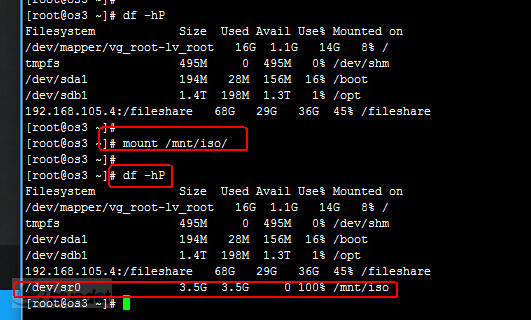 [root@os3 ~]# df -hP
Filesystem Size Used Avail Use% Mounted on
/dev/mapper/vg_root-lv_root 16G 1.1G 14G 8% /
tmpfs 495M 0 495M 0% /dev/shm
/dev/sda1 194M 28M 156M 16% /boot
/dev/sdb1 1.4T 198M 1.3T 1% /opt
192.168.105.4:/fileshare 68G 29G 36G 45% /fileshare
[root@os3 ~]#
[root@os3 ~]# mount /mnt/iso/
[root@os3 ~]#
[root@os3 ~]# df -hP
Filesystem Size Used Avail Use% Mounted on
/dev/mapper/vg_root-lv_root 16G 1.1G 14G 8% /
tmpfs 495M 0 495M 0% /dev/shm
/dev/sda1 194M 28M 156M 16% /boot
/dev/sdb1 1.4T 198M 1.3T 1% /opt
192.168.105.4:/fileshare 68G 29G 36G 45% /fileshare
/dev/sr0 3.5G 3.5G 0 100% /mnt/iso
[root@os3 ~]#